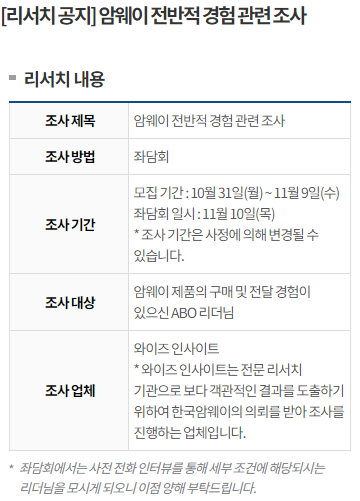 [리서치 공지] 암웨이 전반적 경험 관련 조사
리서치 내용
조사 제목
암웨이 전반적 경험 관련 조사
조사 방법
좌담회
조사 기간
모집 기간 : 10월 31일(월) ~ 11월 9일(수)
좌담회 일시 : 11월 10일(목)
* 조사 기간은 사정에 의해 변경될 수
있습니다.
조사 대상
암웨이 제품의 구매 및 전달 경험이
있으신 ABO 리더님
조사 업체
와이즈 인사이트
* 와이즈 인사이트는 전문 리서치
기관으로 보다 객관적인 결과를 도출하기
위하여 한국암웨이의 의뢰를 받아 조사를
진행하는 업체입니다.
* 좌담회에서는 사전 전화 인터뷰를 통해 세부 조건에 해당되시는
리더님을 모시게 되오니 이점 양해 부탁드립니다.